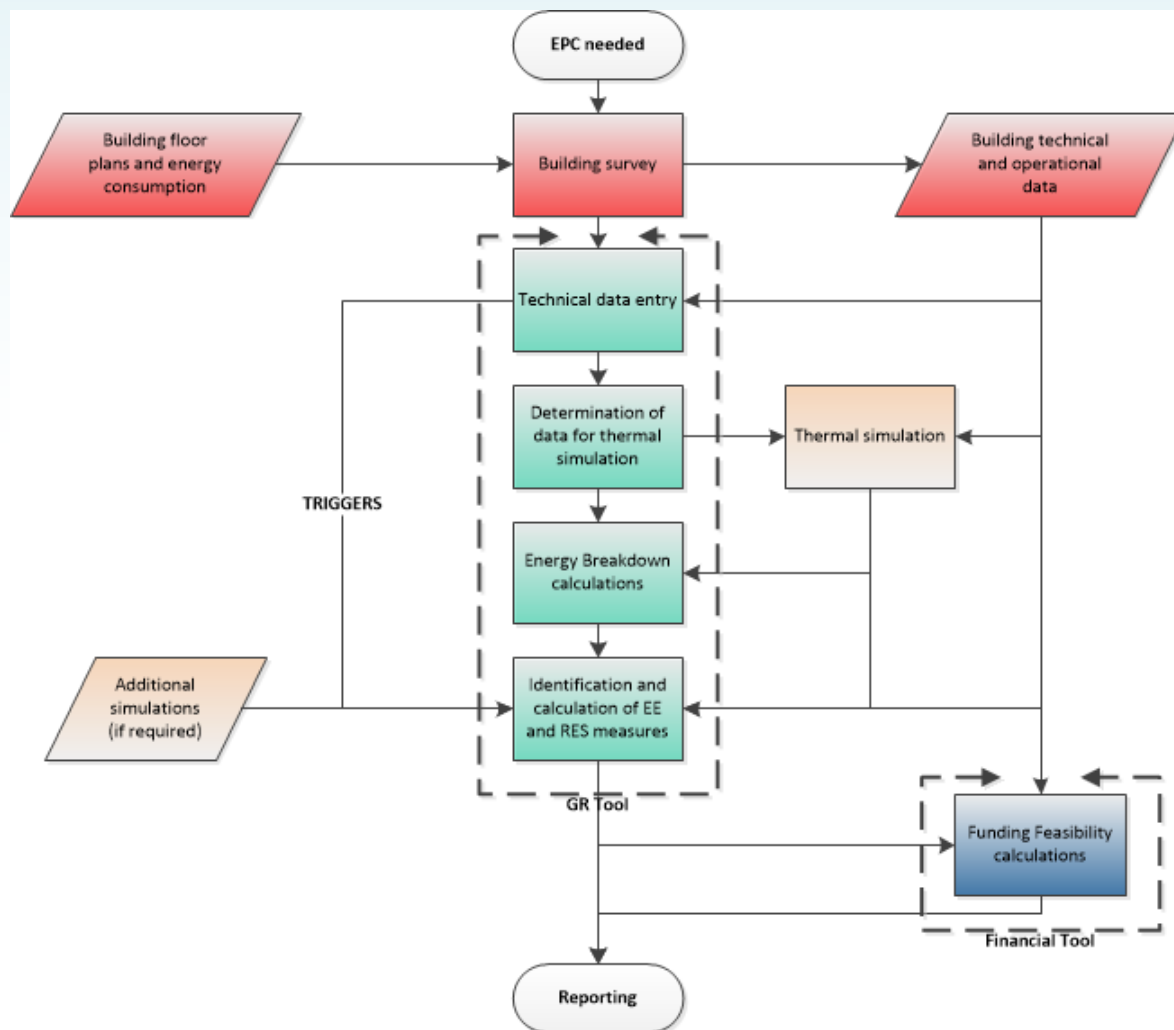 EPC needed
Building floor
plans and energy
consumption
Building survey
Building technical
and operational
data
Technical data entry
Determination of
data for thermal
simulation
Thermal simulation
TRIGGERS
Energy Breakdown
calculations
Additional
simulations
(if required)
Identification and
calculation of EE
and RES measures
GR Tool
Funding Feasibility
calculations
Financial Tool
Reporting